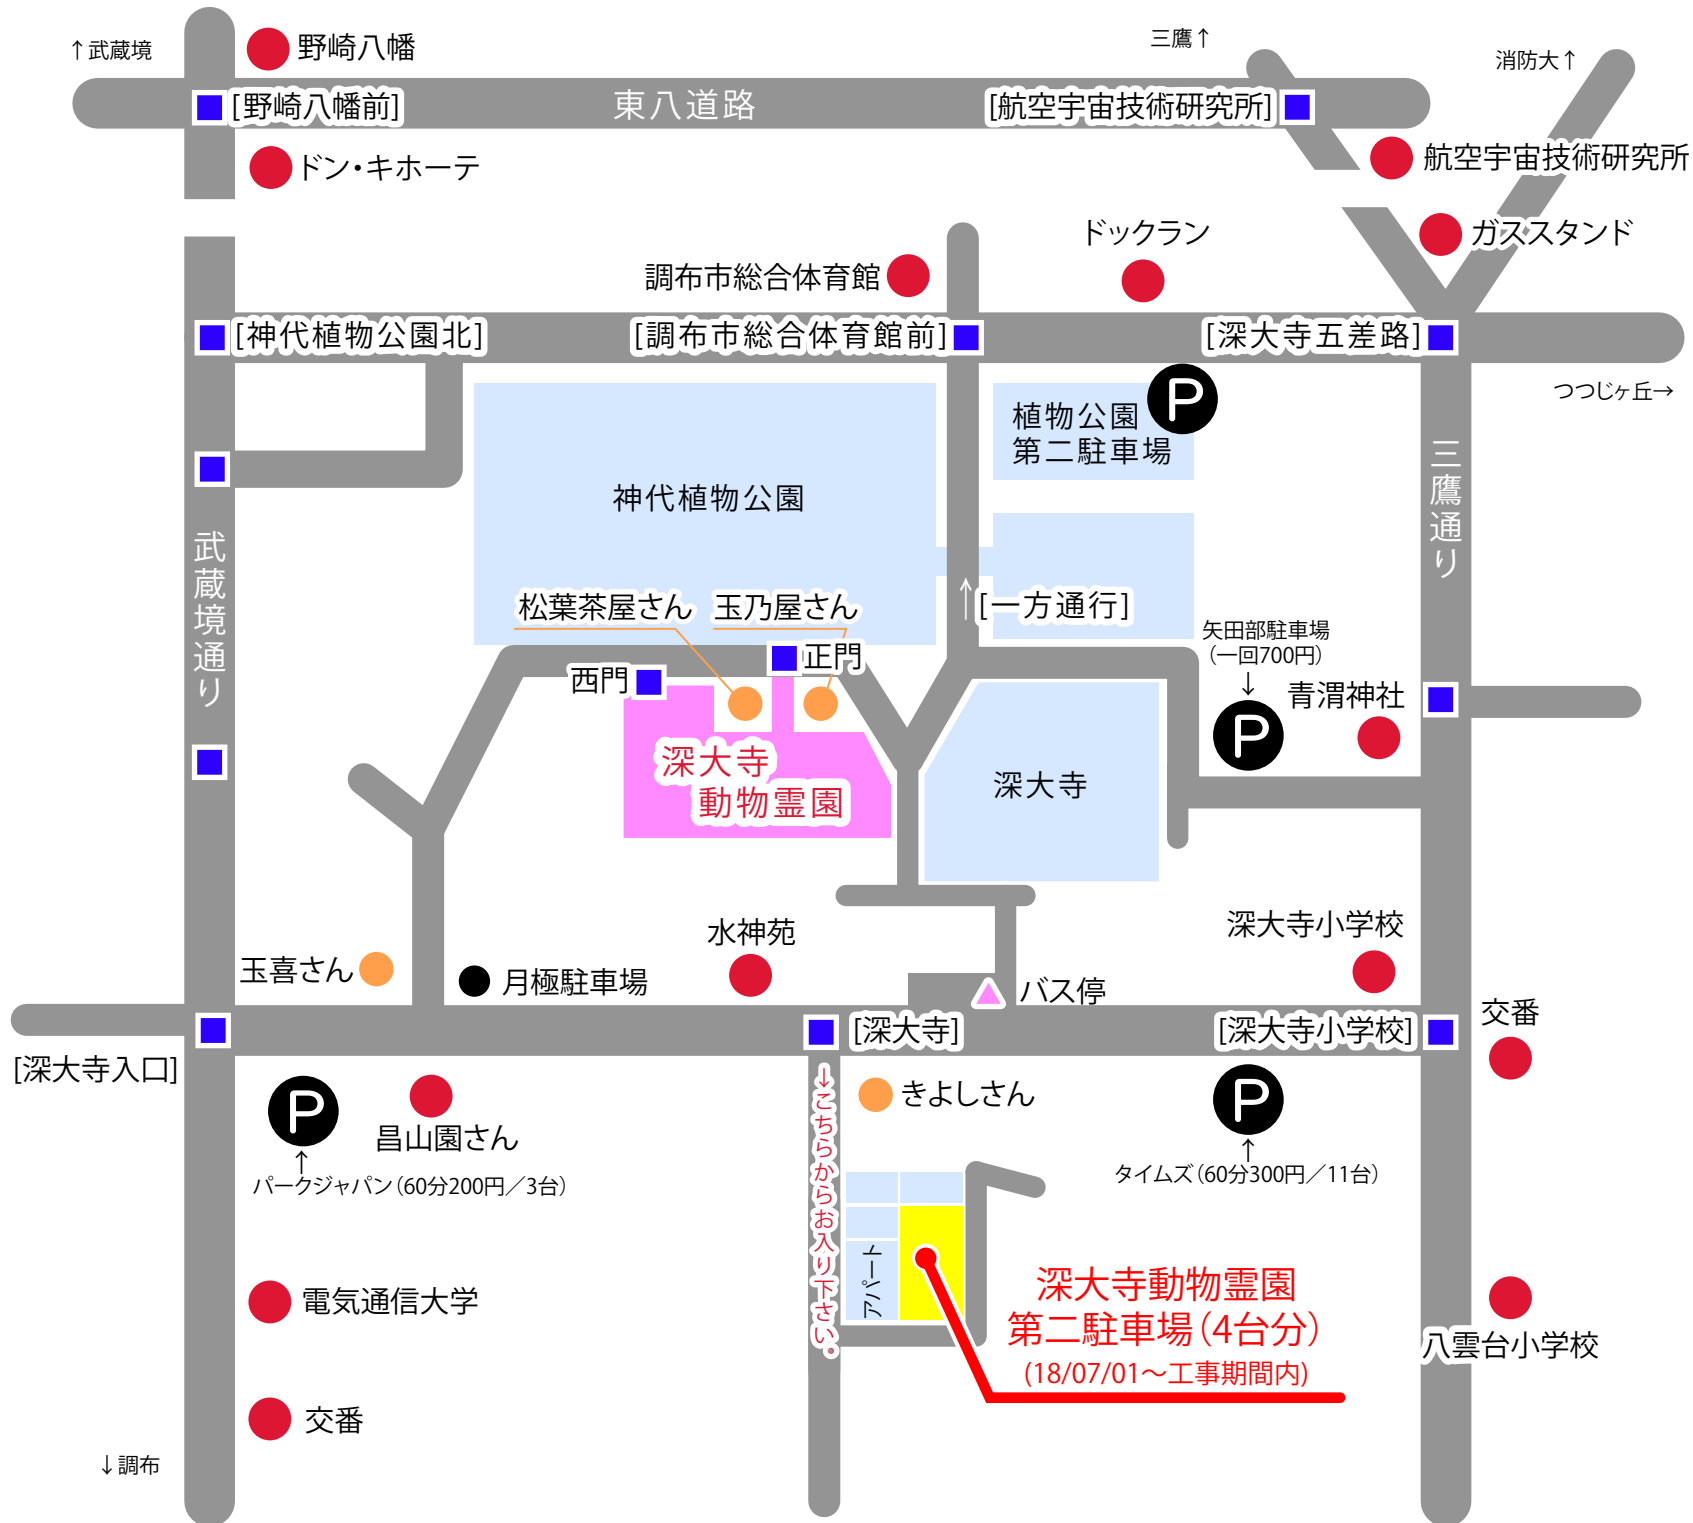 ↑武蔵境
野崎八幡
三鷹↑
消防大↑
[野崎八幡前]
東八道路
[航空宇宙技術研究所]
航空宇宙技術研究所
ドン・キホーテ
ガススタンド
ドックラン
調布市総合体育館
[神代植物公園北]
[調布市総合体育館前]
[深大寺五差路]
つつじヶ丘→
P
植物公園
第二駐車場
神代植物公園
三鷹通り
武蔵境通り
松葉茶屋さん
玉乃屋さん
↑
[一方通行]
矢田部駐車場
（一回700円）
↓
P
正門
西門
青渭神社
深大寺
動物霊園
深大寺
水神苑
深大寺小学校
玉喜さん
月極駐車場
バス停
交番
[深大寺入口]
[深大寺]
[深大寺小学校]
P
↑
パークジャパン（60分200円／3台）
昌山園さん
←こちらからお入り下さい。
きよしさん
P
↑
タイムズ（60分300円／11台）
アパート
電気通信大学
深大寺動物霊園
第二駐車場（4台分）
(18/07/01～工事期間内)
八雲台小学校
交番
↓調布